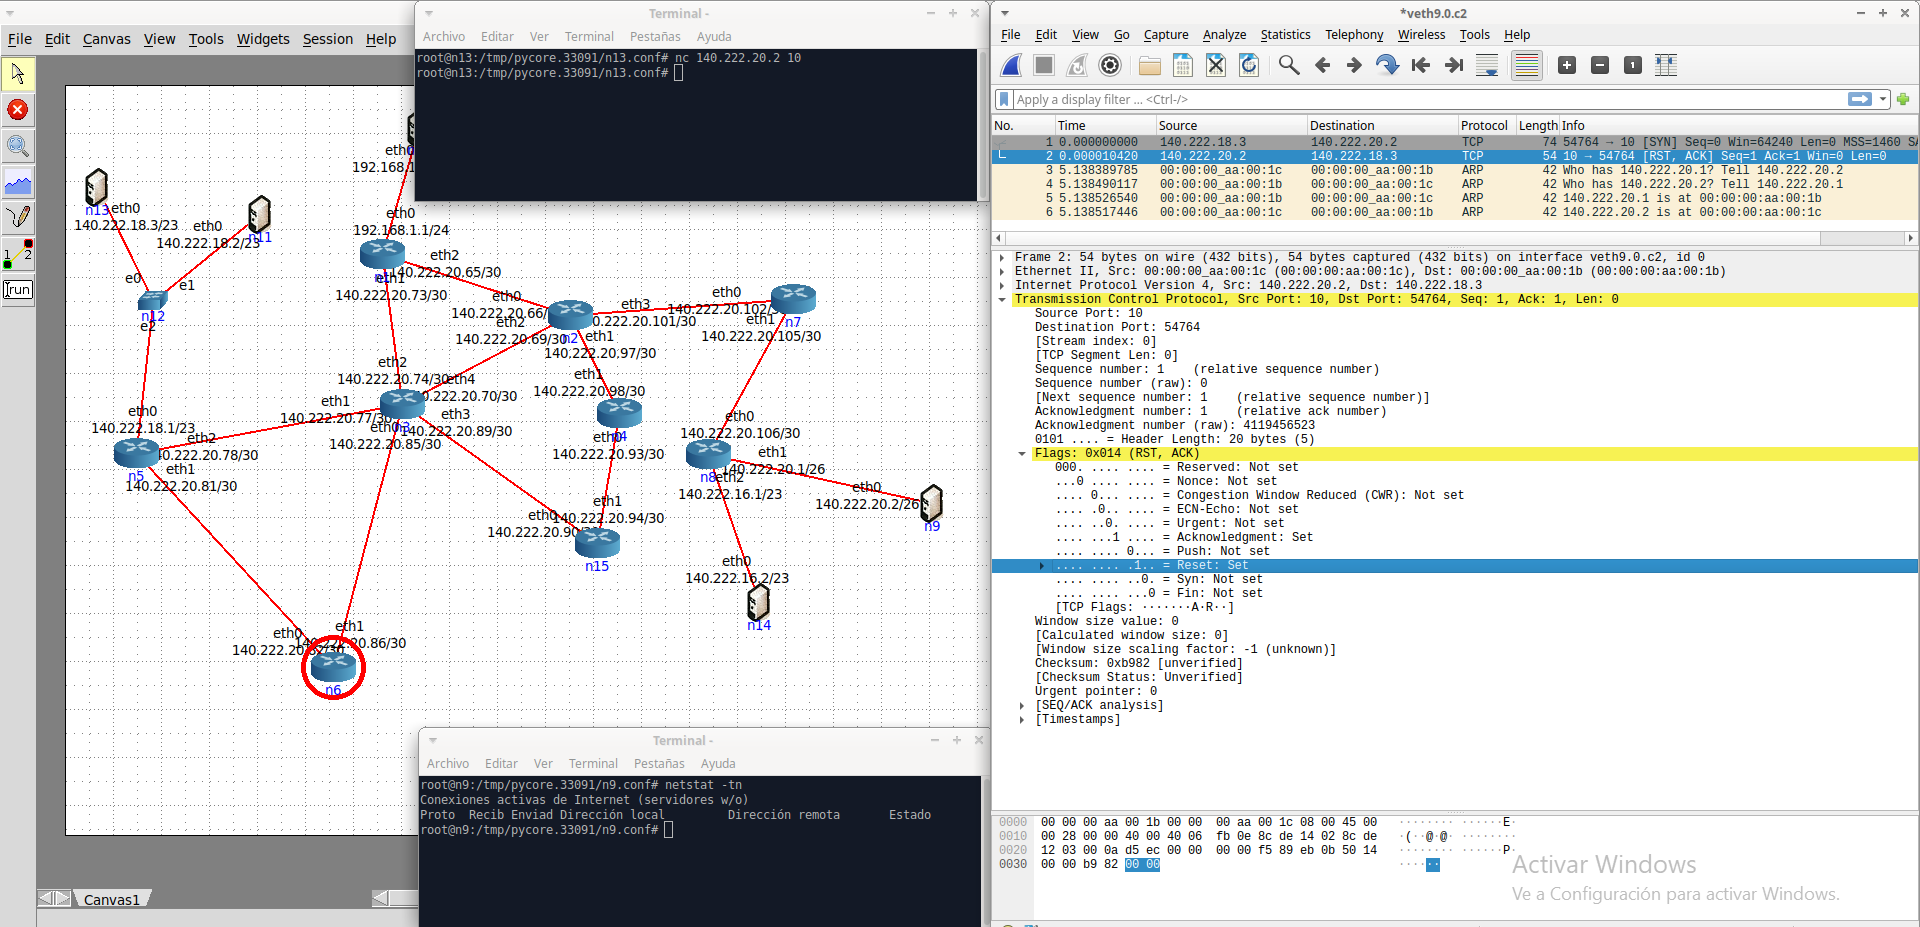 File Edit Canvas View Tools Widgets Session Help
run
n13
eth0
140.222.18.3/23
eth0
140.222.18.2/23
n11
e0
e1
n12
e2
192.168.1
eth0
192.168.1.1/24
eth2
140.222.20.65/30
eth1
140.222.20.73/30
eth0
140.222.20.66/
eth2
140.222.20.69/30
n2
eth3
0.222.20.101/30
eth1
140.222.20.97/30
eth0
140.222.20.102/
n7
eth1
140.222.20.105/30
eth2
140.222.20.74/30
eth4
0.222.20.70/30
eth1
140.222.20.77/30
eth3
140.222.20.89/30
140.222.20.85/30
eth1
140.222.20.98/30
140.222.20.93/30
eth0
140.222.18.1/23
eth2
0.222.20.78/30
n5
eth1
140.222.20.81/30
eth0
140.222.20.106/30
n8
eth1
140.222.20.1/26
eth2
140.222.16.1/23
eth0
140.222.20.2/26
n9
eth1
140.222.20.94/30
eth0
140.222.20.90
n15
eth0
140.222.16.2/23
n14
eth0
eth1
140.222.20.86/30
n6
Canvas1
Terminal -
Archivo Editar Ver Terminal Pestañas Ayuda
root@n13:/tmp/pycore.33091/n13.conf# nc 140.222.20.2 10
root@n13:/tmp/pycore.33091/n13.conf#
Terminal -
Archivo Editar Ver Terminal Pestañas Ayuda
root@n9:/tmp/pycore.33091/n9.conf# netstat -tn
Conexiones activas de Internet (servidores w/o)
Proto Recib Enviad Dirección local Dirección remota Estado
root@n9:/tmp/pycore.33091/n9.conf#
*veth9.0.c2
File Edit View Go Capture Analyze Statistics Telephony Wireless Tools Help
Apply a display filter ... <Ctrl-/>
No. Time Source Destination Protocol Length Info
1 0.000000000 140.222.18.3 140.222.20.2 TCP 74 54764 → 10 [SYN] Seq=0 Win=64240 Len=0 MSS=1460 SA
2 0.000010420 140.222.20.2 140.222.18.3 TCP 54 10 → 54764 [RST, ACK] Seq=1 Ack=1 Win=0 Len=0
3 5.138389785 00:00:00_aa:00:1c 00:00:00_aa:00:1b ARP 42 Who has 140.222.20.1? Tell 140.222.20.2
4 5.138490117 00:00:00_aa:00:1b 00:00:00_aa:00:1c ARP 42 Who has 140.222.20.2? Tell 140.222.20.1
5 5.138526540 00:00:00_aa:00:1b 00:00:00_aa:00:1c ARP 42 140.222.20.1 is at 00:00:00:aa:00:1b
6 5.138517446 00:00:00_aa:00:1c 00:00:00_aa:00:1b ARP 42 140.222.20.2 is at 00:00:00:aa:00:1c
Frame 2: 54 bytes on wire (432 bits), 54 bytes captured (432 bits) on interface veth9.0.c2, id 0
Ethernet II, Src: 00:00:00_aa:00:1c (00:00:00:aa:00:1c), Dst: 00:00:00_aa:00:1b (00:00:00:aa:00:1b)
Internet Protocol Version 4, Src: 140.222.20.2, Dst: 140.222.18.3
Transmission Control Protocol, Src Port: 10, Dst Port: 54764, Seq: 1, Ack: 1, Len: 0
Source Port: 10
Destination Port: 54764
[Stream index: 0]
[TCP Segment Len: 0]
Sequence number: 1 (relative sequence number)
Sequence number (raw): 0
[Next sequence number: 1 (relative sequence number)]
Acknowledgment number: 1 (relative ack number)
Acknowledgment number (raw): 4119456523
0101 .... = Header Length: 20 bytes (5)
Flags: 0x014 (RST, ACK)
000. .... .... = Reserved: Not set
...0 .... .... = Nonce: Not set
.... 0... .... = Congestion Window Reduced (CWR): Not set
.... .0.. .... = ECN-Echo: Not set
.... ..0. .... = Urgent: Not set
.... ...1 .... = Acknowledgment: Set
.... .... 0... = Push: Not set
.... .... .1.. = Reset: Set
.... .... ..0. = Syn: Not set
.... .... ...0 = Fin: Not set
[TCP Flags: ·······A·R··]
Window size value: 0
[Calculated window size: 0]
[Window size scaling factor: -1 (unknown)]
Checksum: 0xb982 [unverified]
[Checksum Status: Unverified]
Urgent pointer: 0
[SEQ/ACK analysis]
[Timestamps]
0000 00 00 00 aa 00 1b 00 00 00 aa 00 1c 08 00 45 00 ········ ······E·
0010 00 28 00 00 40 00 40 06 fb 0e 8c de 14 02 8c de ·(··@·@· ········
0020 12 03 00 0a d5 ec 00 00 00 00 f5 89 eb 0b 50 14 ········ ······P·
0030 00 00 b9 82 00 00 ······
Activar Windows
Ve a Configuración para activar Windows.